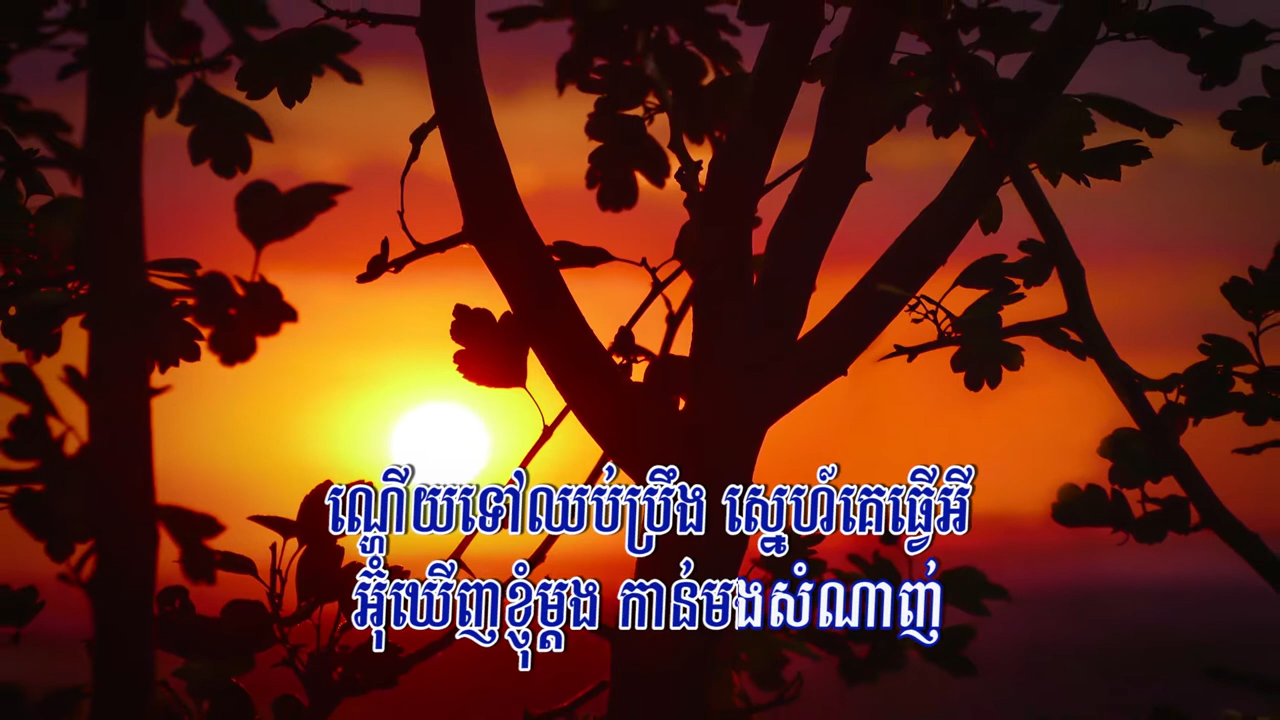 ណ្ហើយទៅឈប់ប្រឹង ស្នេហ៍គេធ្វើអី
អ៊ុំឃើញខ្ញុំម្ដង កាន់មងសំណាញ់